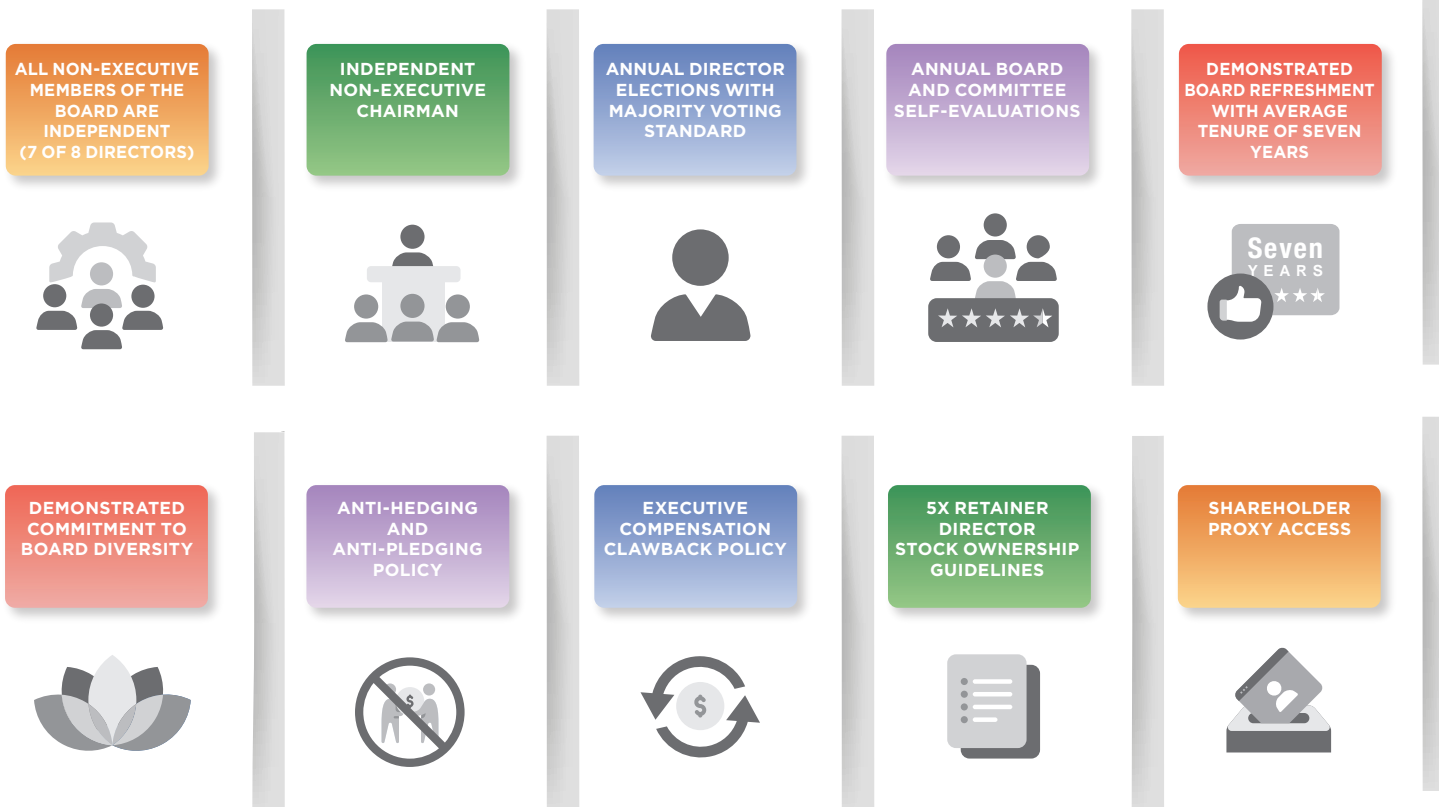 ALL NON-EXECUTIVE
MEMBERS OF THE
BOARD ARE
INDEPENDENT
(7 OF 8 DIRECTORS)
INDEPENDENT
NON-EXECUTIVE
CHAIRMAN
ANNUAL DIRECTOR
ELECTIONS WITH
MAJORITY VOTING
STANDARD
ANNUAL BOARD
AND COMMITTEE
SELF-EVALUATIONS
DEMONSTRATED
BOARD REFRESHMENT
WITH AVERAGE
TENURE OF SEVEN
YEARS
Seven
YEARS
DEMONSTRATED
COMMITMENT TO
BOARD DIVERSITY
ANTI-HEDGING
AND
ANTI-PLEDGING
POLICY
$
EXECUTIVE
COMPENSATION
CLAWBACK POLICY
$
5X RETAINER
DIRECTOR
STOCK OWNERSHIP
GUIDELINES
SHAREHOLDER
PROXY ACCESS